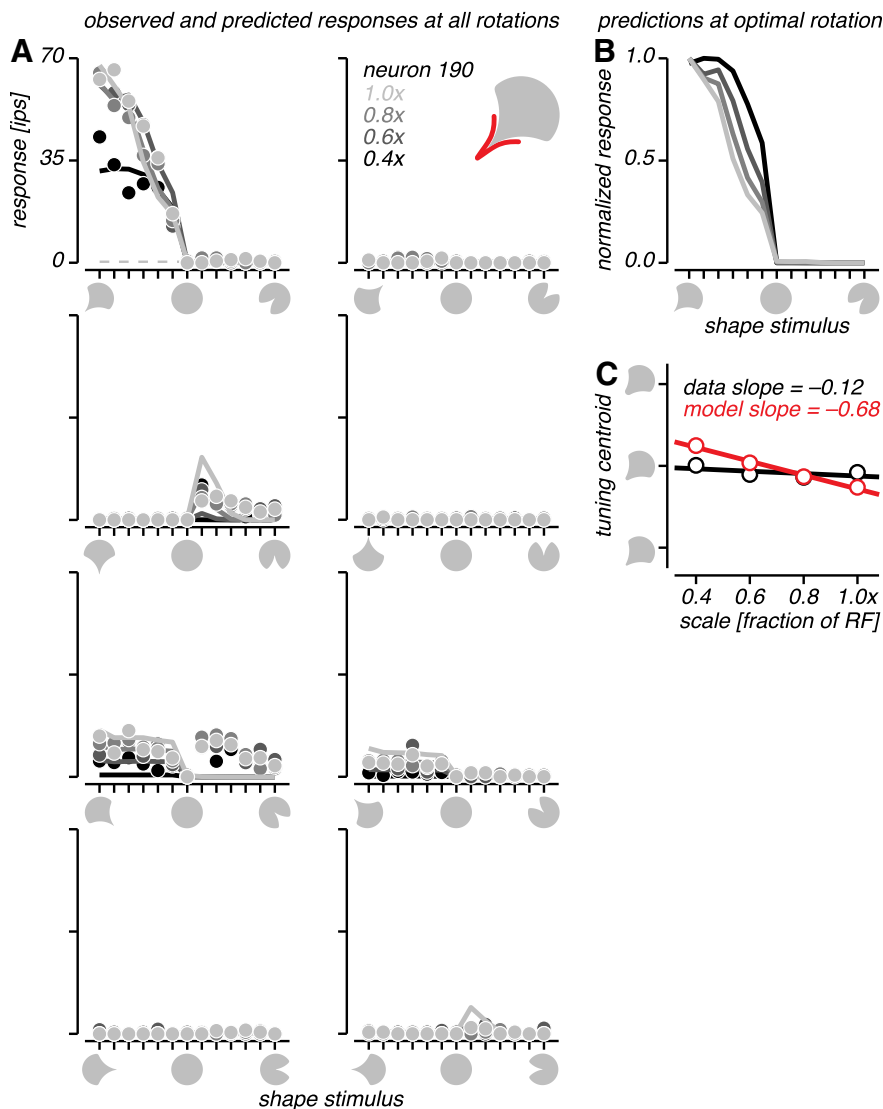 observed and predicted responses at all rotations
A
70
35
0
response [ips]
neuron 190
1.0x
0.8x
0.6x
0.4x
shape stimulus
predictions at optimal rotation
B
1.0
0.5
0.0
normalized response
shape stimulus
C
data slope = –0.12
model slope = –0.68
tuning centroid
0.4 0.6 0.8 1.0x
scale [fraction of RF]